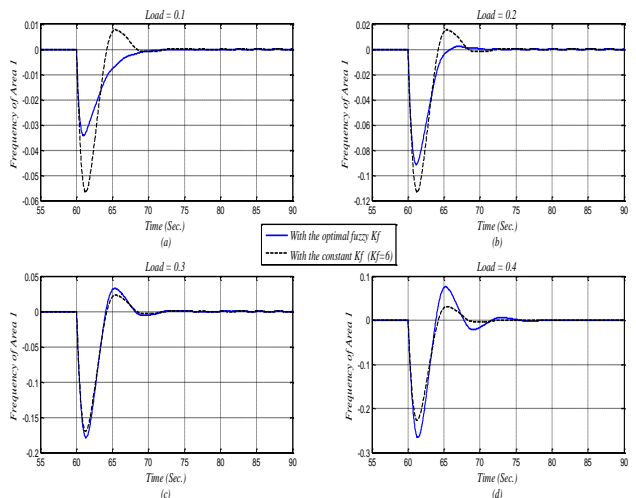 Load = 0.1
Frequency of Area 1
0.01
0
-0.01
-0.02
-0.03
-0.04
-0.05
-0.06
55 60 65 70 75 80 85 90
Time (Sec.)
(a)
Load = 0.2
Frequency of Area 1
0.02
0
-0.02
-0.04
-0.06
-0.08
-0.1
-0.12
55 60 65 70 75 80 85 90
Time (Sec.)
(b)
With the optimal fuzzy Kf
With the constant Kf (Kf=6)
Load = 0.3
Frequency of Area 1
0.05
0
-0.05
-0.1
-0.15
-0.2
55 60 65 70 75 80 85 90
Time (Sec.)
(c)
Load = 0.4
Frequency of Area 1
0.1
0
-0.1
-0.2
-0.3
55 60 65 70 75 80 85 90
Time (Sec.)
(d)